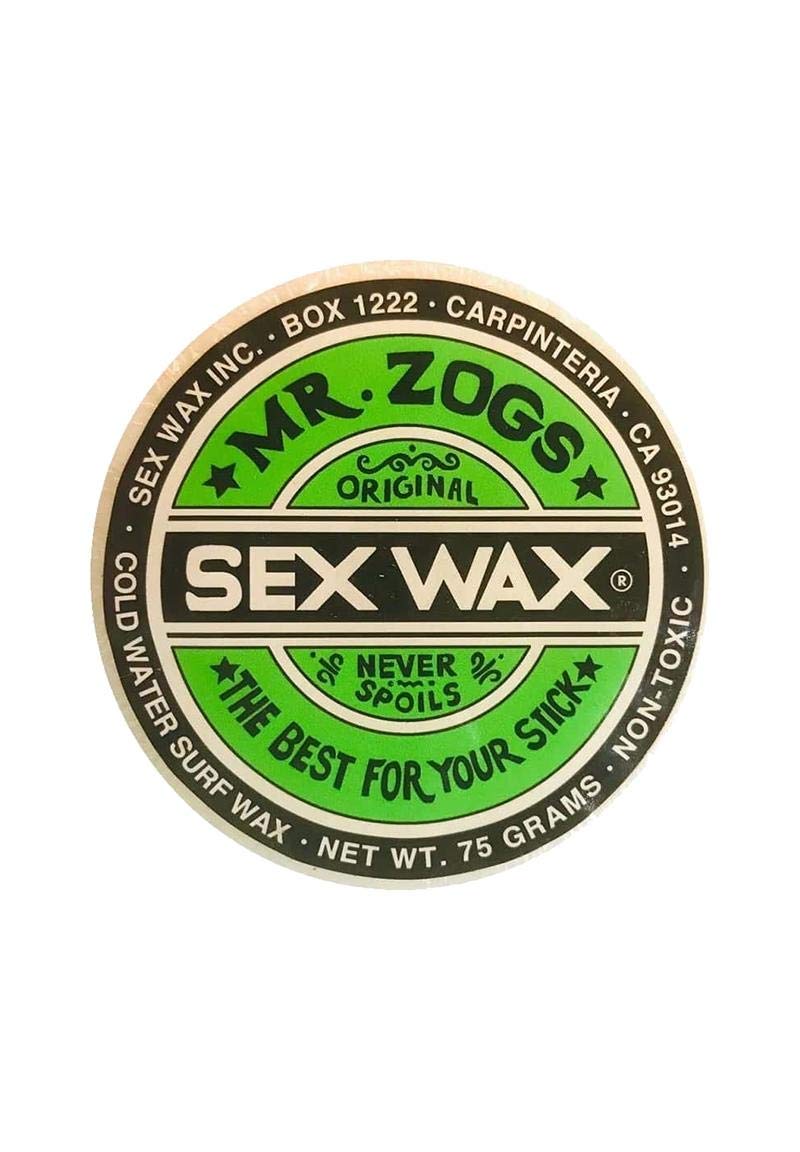 SEX WAX INC. · BOX 1222 · CARPINTERIA · CA 93014 ·
MR. ZOGS
ORIGINAL
SEX WAX®
NEVER
SPOILS
THE BEST FOR YOUR STICK
COLD WATER SURF WAX · NET WT. 75 GRAMS · NON-TOXIC ·